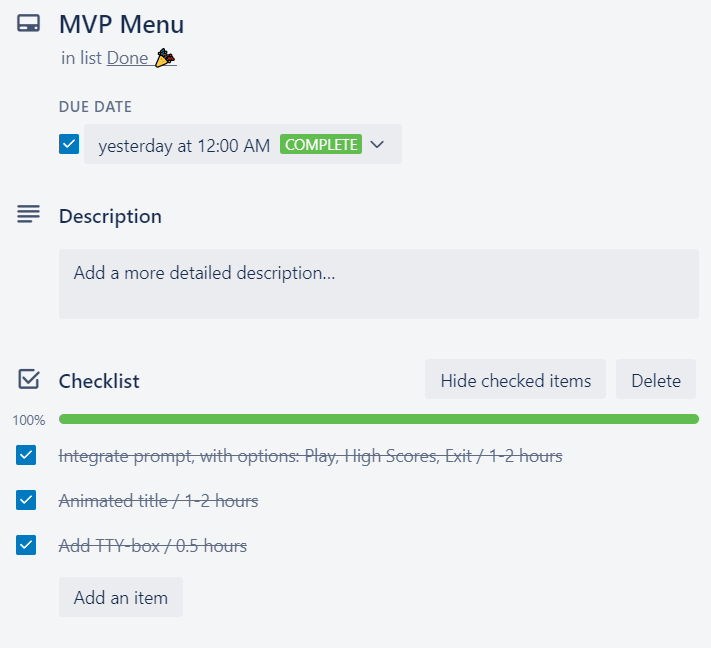 MVP Menu
in list Done 🎉
DUE DATE
yesterday at 12:00 AM COMPLETE
Description
Add a more detailed description...
Checklist Hide checked items Delete
100%
Integrate prompt, with options: Play, High Scores, Exit / 1-2 hours
Animated title / 1-2 hours
Add TTY-box / 0.5 hours
Add an item